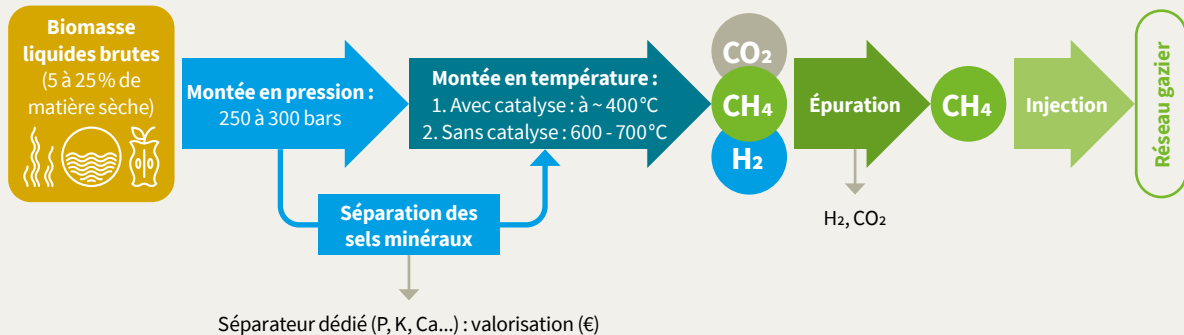 Biomasse
liquides brutes
(5 à 25 % de
matière sèche)
Montée en pression :
250 à 300 bars
Séparation des
sels minéraux
Séparateur dédié (P, K, Ca...) : valorisation (€)
Montée en température :
1. Avec catalyse : à ~ 400 °C
2. Sans catalyse : 600 - 700 °C
CO₂
CH₄
H₂
Épuration
H₂, CO₂
CH₄
Injection
Réseau gazier